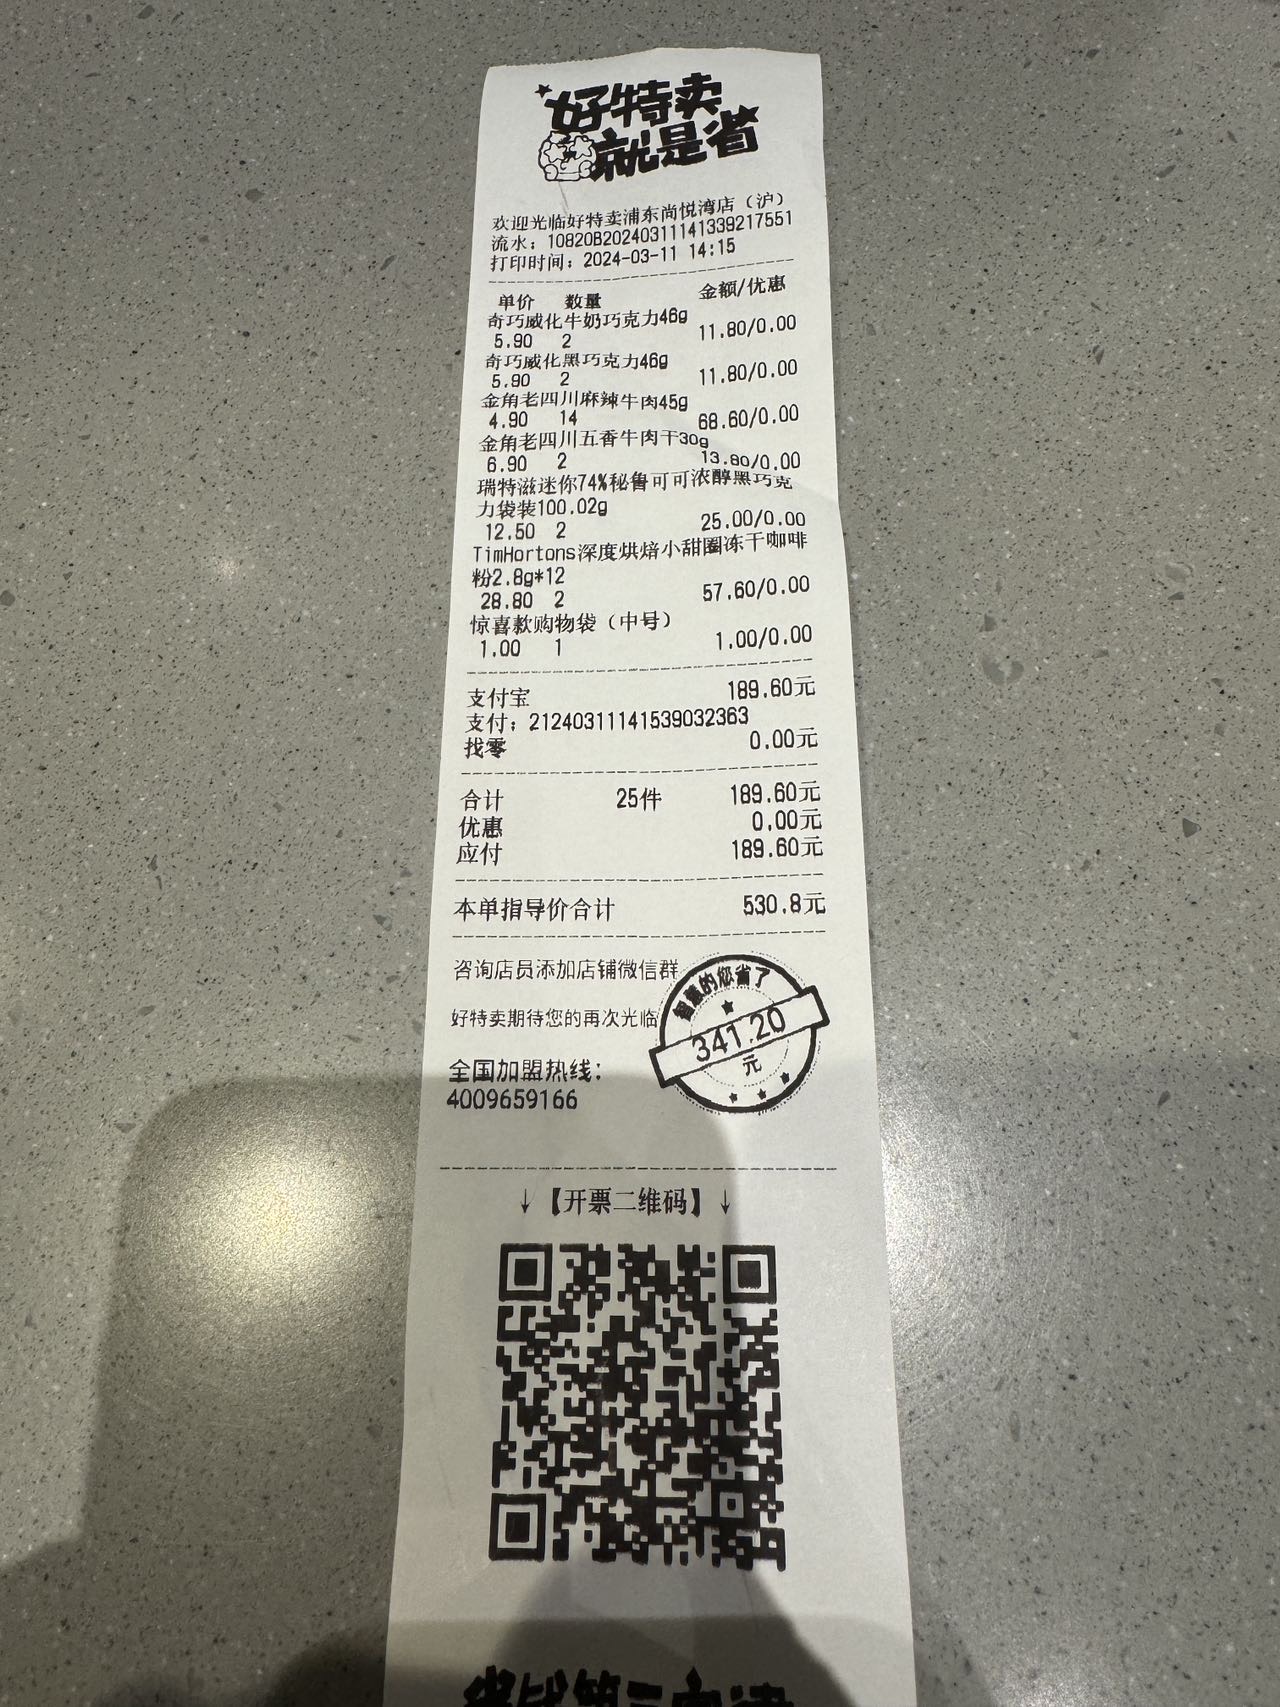 好特卖
就是省
欢迎光临好特卖浦东尚悦湾店（沪）
流水：10820B20240311141339217551
打印时间：2024-03-11 14:15
单价 数量 金额/优惠
奇巧威化牛奶巧克力46g
5.90 2 11.80/0.00
奇巧威化黑巧克力46g
5.90 2 11.80/0.00
金角老四川麻辣牛肉45g
4.90 14 68.60/0.00
金角老四川五香牛肉干30g
6.90 2 13.80/0.00
瑞特滋迷你74%秘鲁可可浓醇黑巧克
力袋装100.02g
12.50 2 25.00/0.00
TimHortons深度烘焙小甜圈冻干咖啡
粉2.8g*12
28.80 2 57.60/0.00
惊喜款购物袋（中号）
1.00 1 1.00/0.00
支付宝 189.60元
支付：21240311141539032363
找零 0.00元
合计 25件 189.60元
优惠 0.00元
应付 189.60元
本单指导价合计 530.8元
咨询店员添加店铺微信群
好特卖期待您的再次光临
智慧的您省了
341.20
元
全国加盟热线：
4009659166
↓【开票二维码】↓